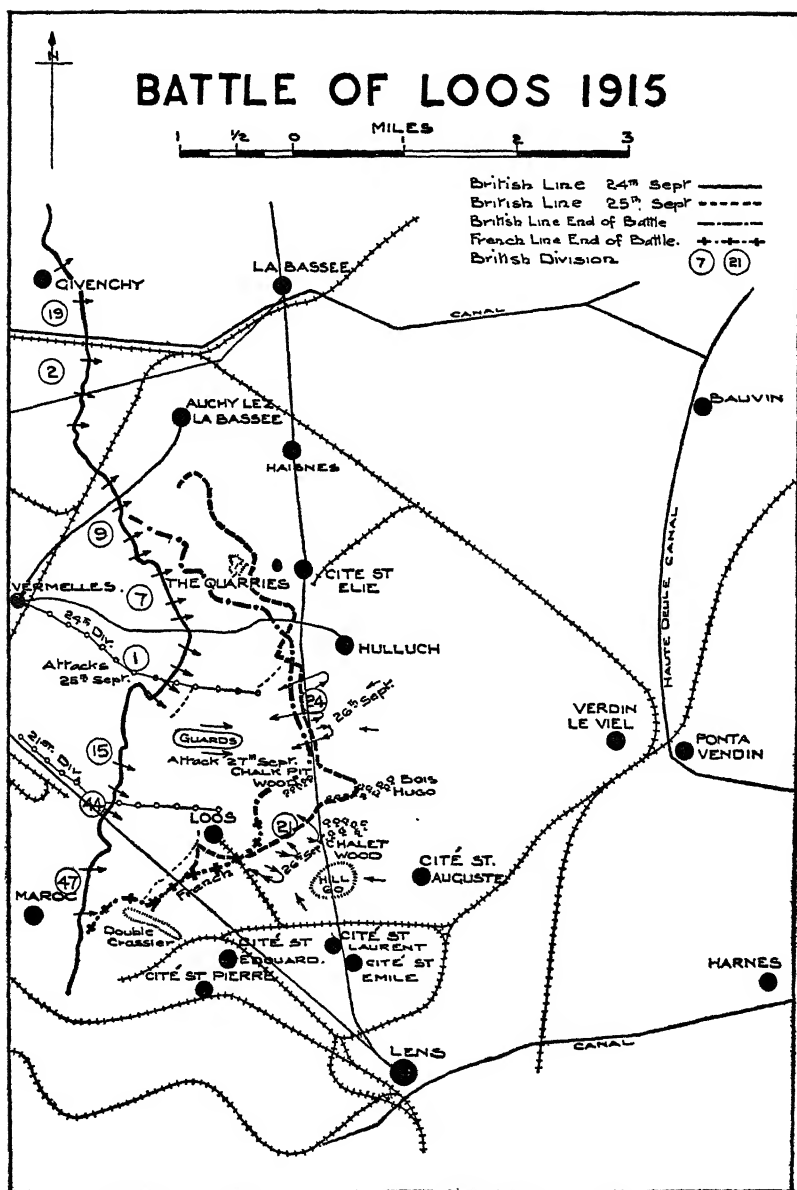 N
BATTLE OF LOOS 1915
MILES
1 ½ 0 1 2 3
British Line 24th Sept
British Line 25th Sept
British Line End of Battle
French Line End of Battle.
British Division 7 21
LA BASSEE
GIVENCHY
19
CANAL
2
AUCHY LEZ
LA BASSEE
BAUVIN
HAISNES
9
HAUTE DEULE CANAL
THE QUARRIES
CITE ST
ELIE
VERMELLES.
7
24th Div.
1
HULLUCH
Attacks
25th Sept.
24
26th Sept.
VERDIN
LE VIEL
PONTA
VENDIN
GUARDS
15
Attack 27th Sept.
21st Div.
CHALK PIT
WOOD
BOIS
HUGO
44
LOOS
21
26th Sept
CHALET
WOOD
CITÉ ST.
AUGUSTE
HILL
47
French
MAROC
Double
Crassier
CITÉ ST
EDOUARD.
CITÉ ST
LAURENT
CITÉ ST
EMILE
CITÉ ST PIERRE
HARNES
LENS
CANAL